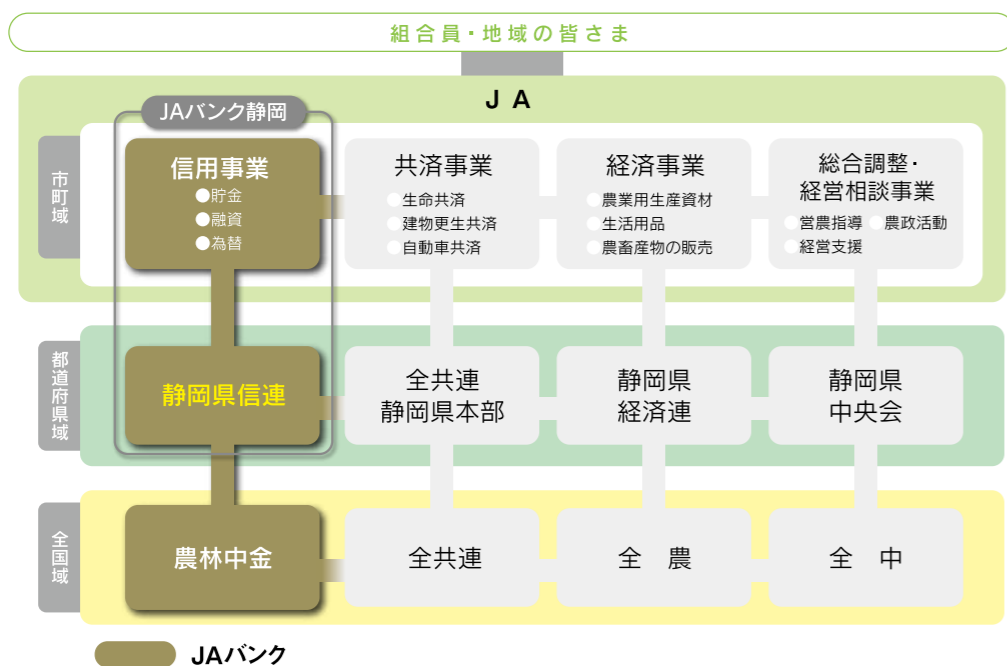 組合員・地域の皆さま
JA
JAバンク静岡
市町域
信用事業
●貯金
●融資
●為替
共済事業
●生命共済
●建物更生共済
●自動車共済
経済事業
●農業用生産資材
●生活用品
●農畜産物の販売
総合調整・
経営相談事業
●営農指導 ●農政活動
●経営支援
都道府県域
静岡県信連
全共連
静岡県本部
静岡県
経済連
静岡県
中央会
全国域
農林中金
全共連
全 農
全 中
JAバンク